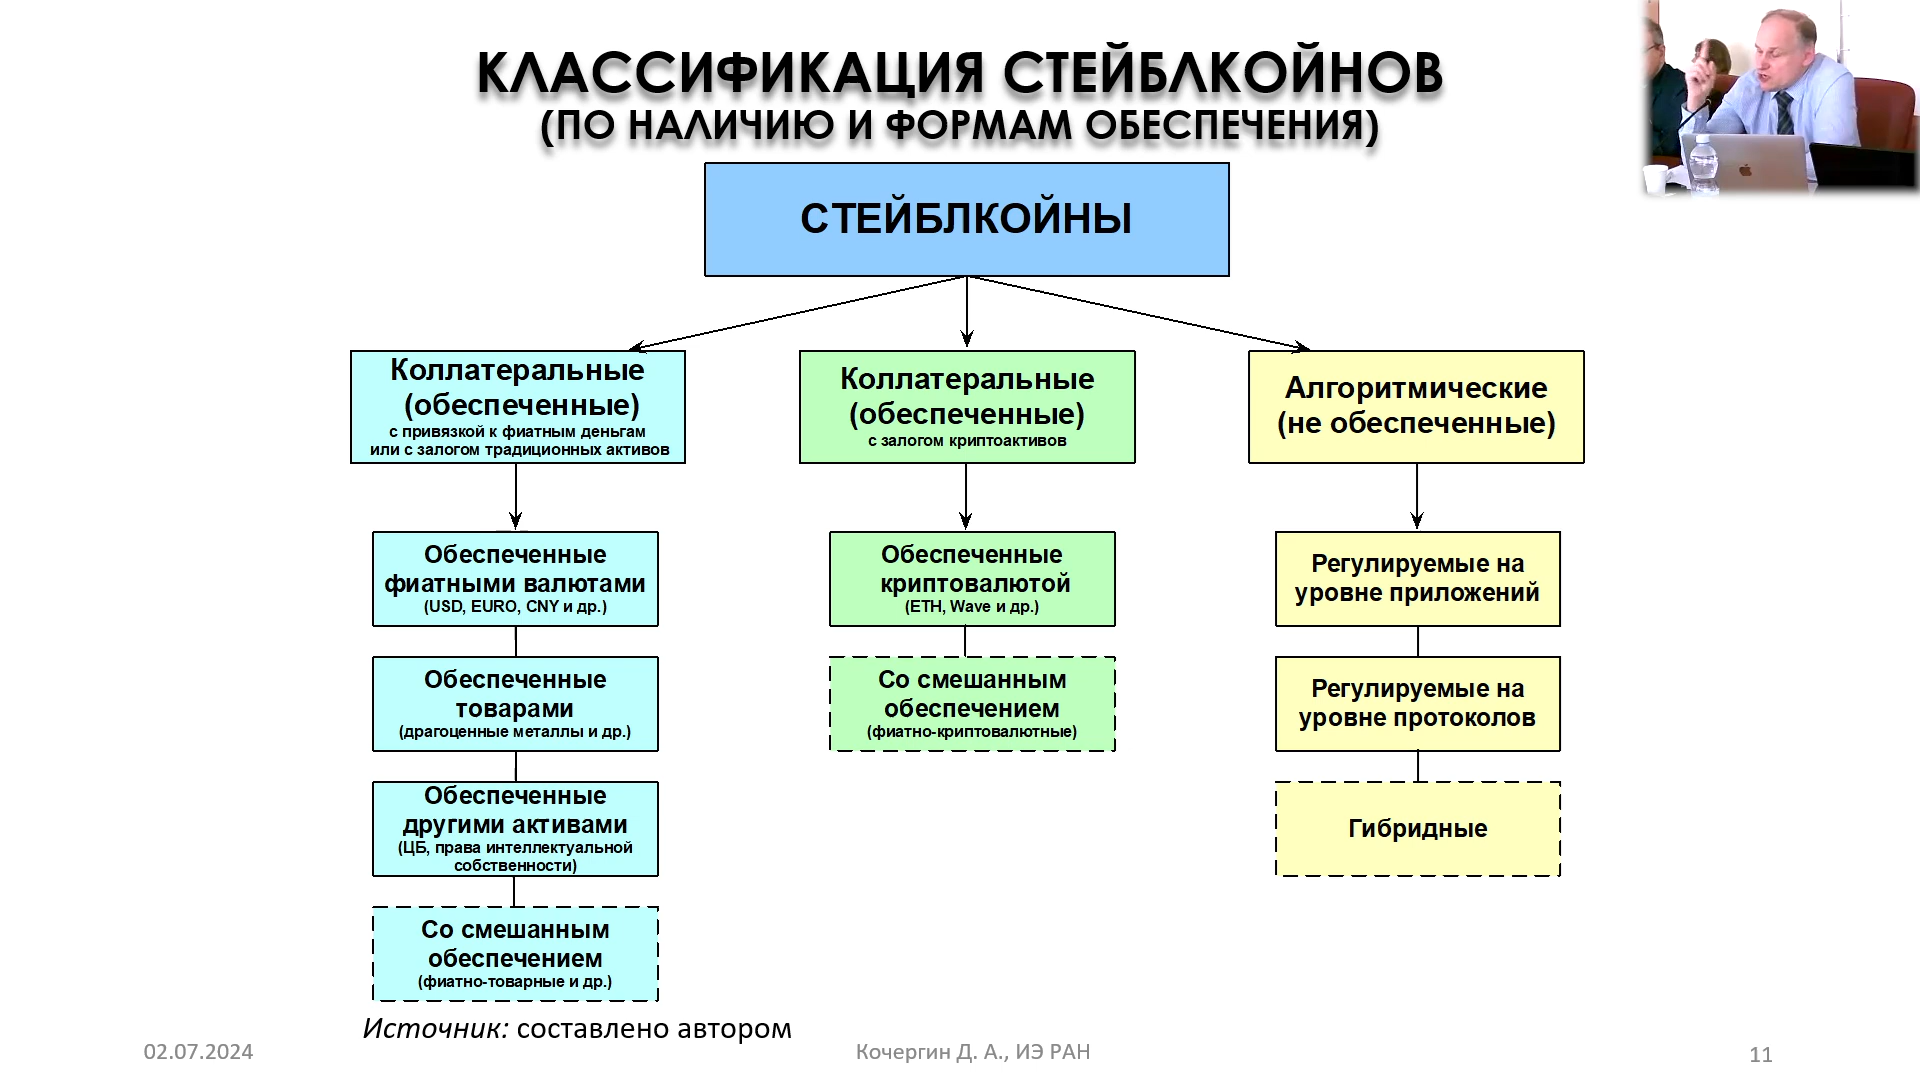 КЛАССИФИКАЦИЯ СТЕЙБЛКОЙНОВ
(ПО НАЛИЧИЮ И ФОРМАМ ОБЕСПЕЧЕНИЯ)
СТЕЙБЛКОЙНЫ
Коллатеральные
(обеспеченные)
с привязкой к фиатным деньгам
или с залогом традиционных активов
Обеспеченные
фиатными валютами
(USD, EURO, CNY и др.)
Обеспеченные
товарами
(драгоценные металлы и др.)
Обеспеченные
другими активами
(ЦБ, права интеллектуальной
собственности)
Со смешанным
обеспечением
(фиатно-товарные и др.)
Коллатеральные
(обеспеченные)
с залогом криптоактивов
Обеспеченные
криптовалютой
(ETH, Wave и др.)
Со смешанным
обеспечением
(фиатно-криптовалютные)
Алгоритмические
(не обеспеченные)
Регулируемые на
уровне приложений
Регулируемые на
уровне протоколов
Гибридные
Источник: составлено автором
02.07.2024
Кочергин Д. А., ИЭ РАН
11